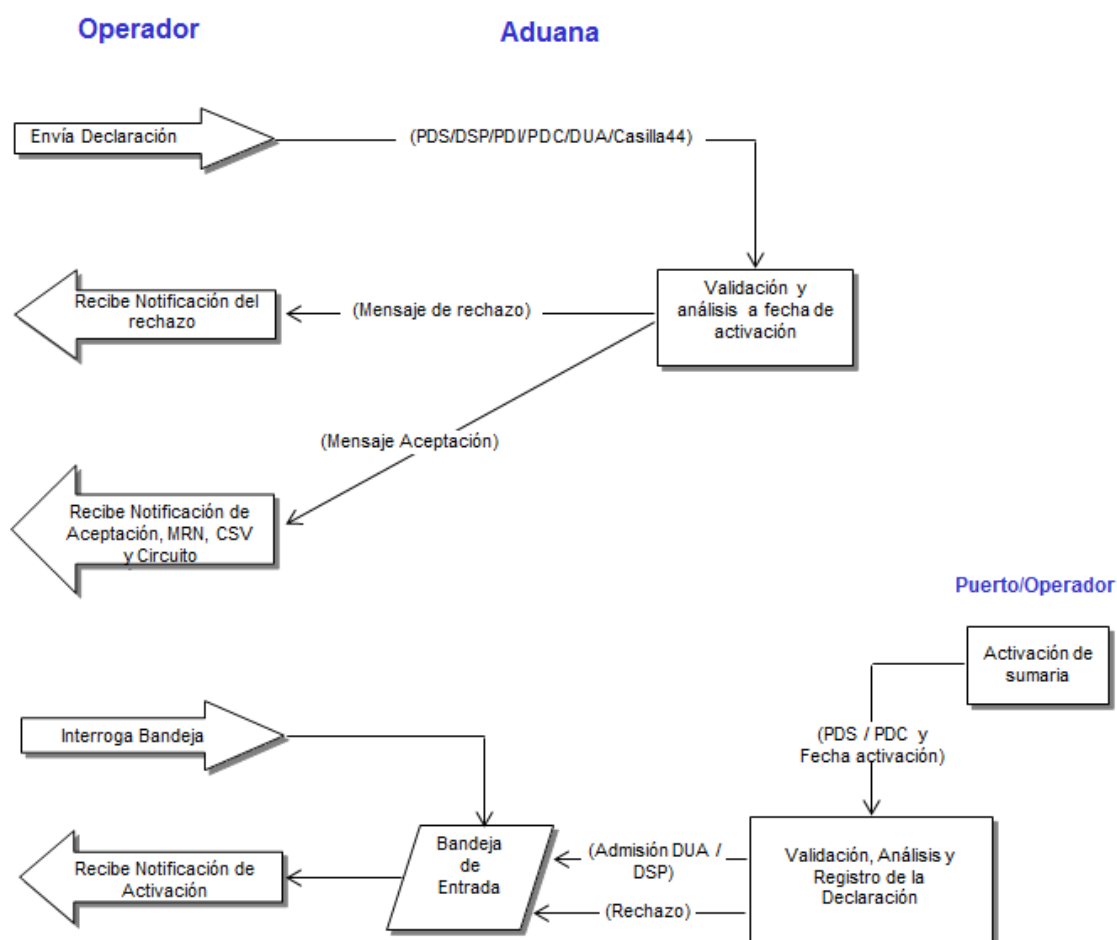 Operador
Aduana
Envía Declaración
(PDS/DSP/PDI/PDC/DUA/Casilla44)
Recibe Notificación del
rechazo
(Mensaje de rechazo)
Validación y
análisis a fecha de
activación
(Mensaje Aceptación)
Recibe Notificación de
Aceptación, MRN, CSV
y Circuito
Puerto/Operador
Activación de
sumaria
Interroga Bandeja
(PDS / PDC y
Fecha activación)
Recibe Notificación de
Activación
Bandeja
de
Entrada
(Admisión DUA /
DSP)
(Rechazo)
Validación, Análisis y
Registro de la
Declaración